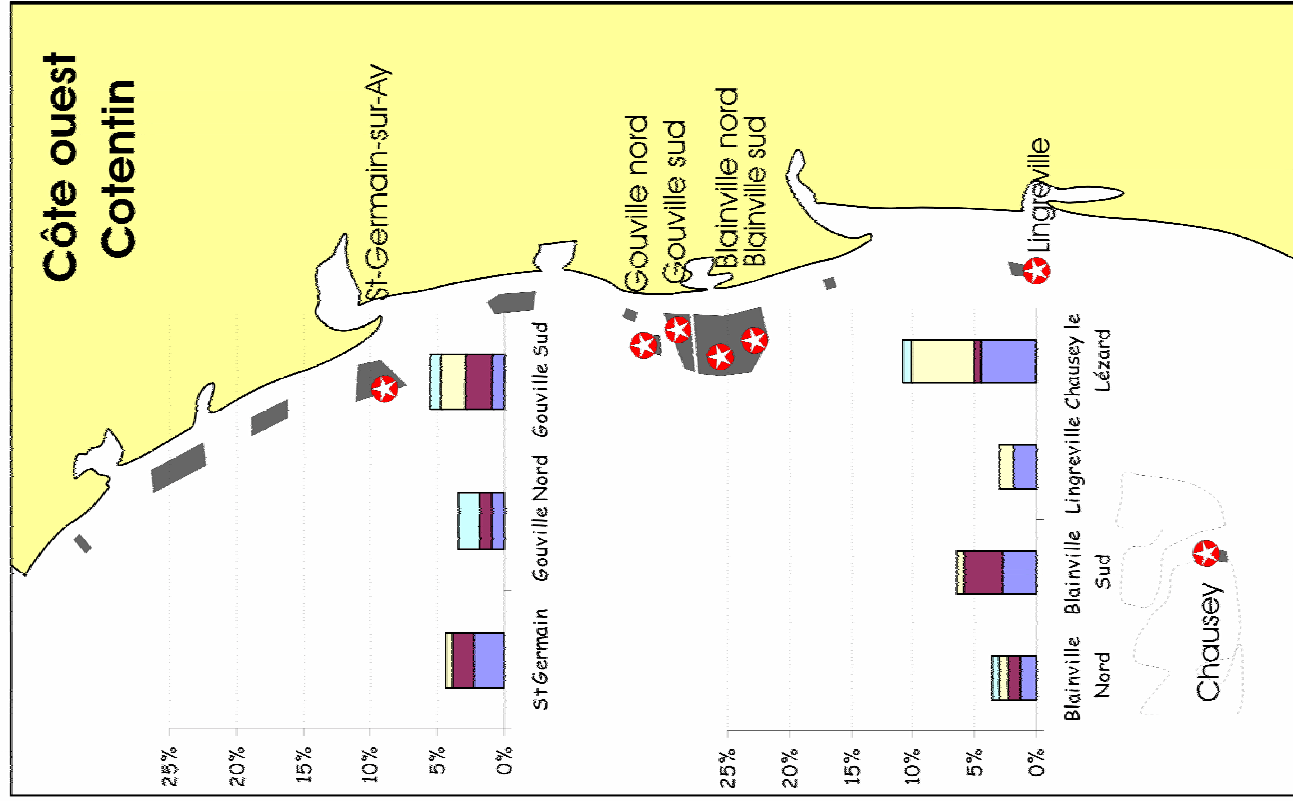 Côte ouest
Cotentin
St-Germain-sur-Ay
Gouville nord
Gouville sud
Blainville nord
Blainville sud
Lingreville
Chausey
25%
20%
15%
10%
5%
0%
St Germain
Gouville Nord
Gouville Sud
25%
20%
15%
10%
5%
0%
Blainville
Nord
Blainville
Sud
Lingreville
Chausey le
Lézard